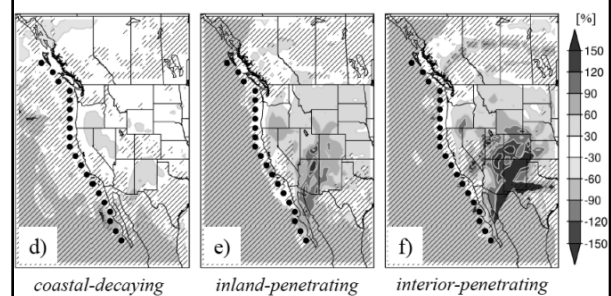 [%]
150
120
90
60
30
-30
-60
-90
-120
-150
d)
e)
f)
coastal-decaying
inland-penetrating
interior-penetrating